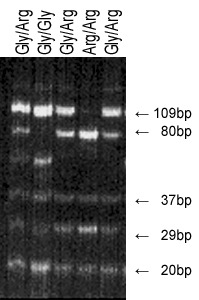 Gly/Arg
Gly/Gly
Gly/Arg
Arg/Arg
Gly/Arg
← 109bp
← 80bp
← 37bp
← 29bp
← 20bp